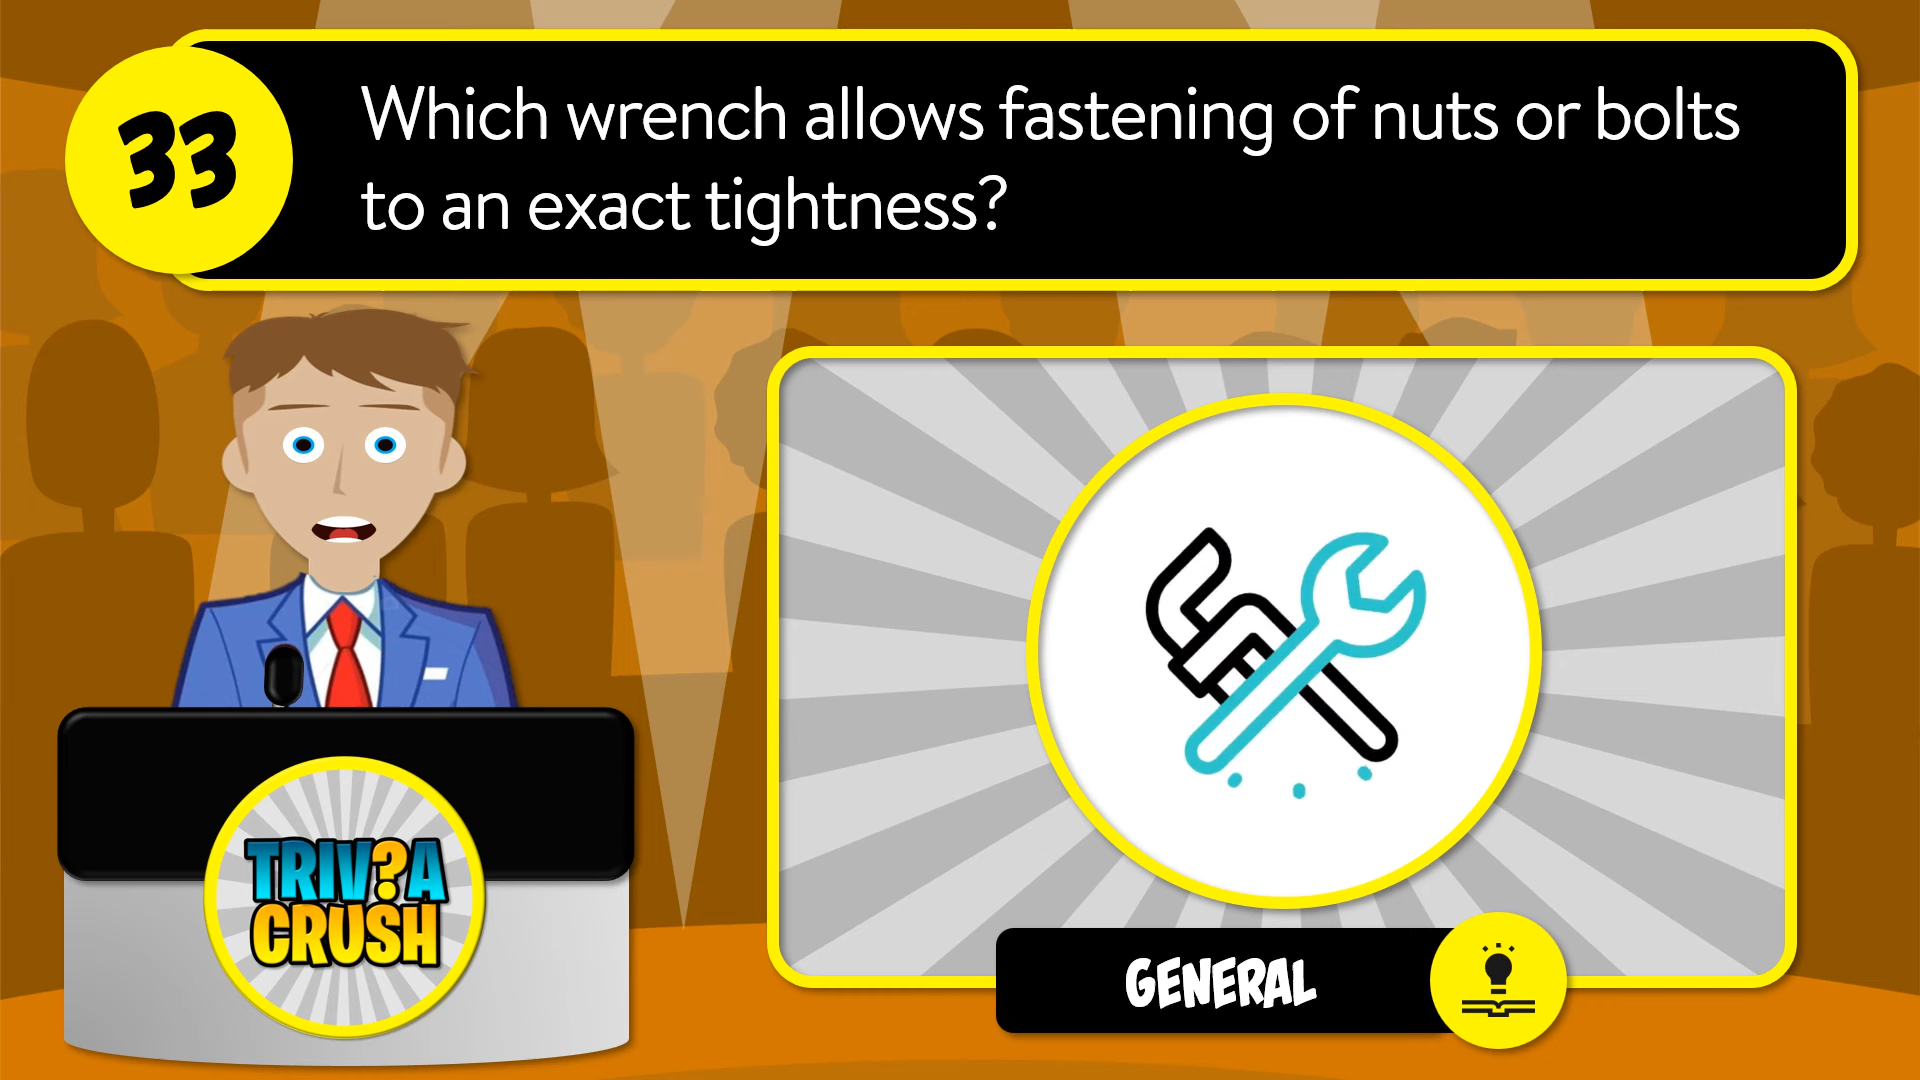 33
Which wrench allows fastening of nuts or bolts
to an exact tightness?
TRIV?A
CRUSH
GENERAL